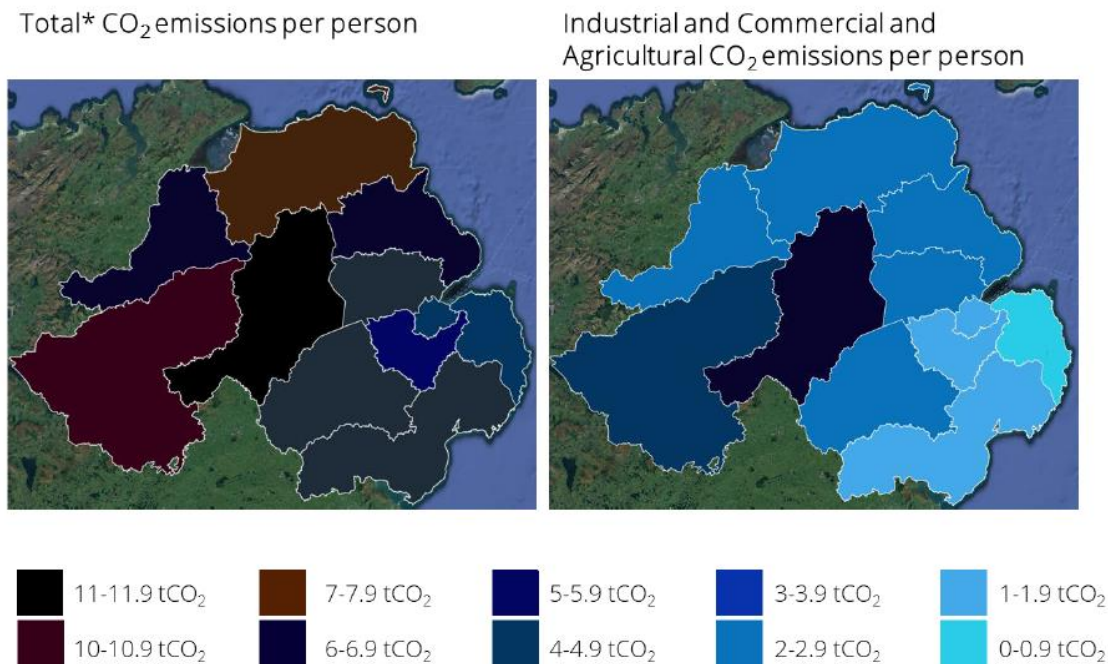 Total* CO₂ emissions per person
Industrial and Commercial and
Agricultural CO₂ emissions per person
11-11.9 tCO₂
7-7.9 tCO₂
5-5.9 tCO₂
3-3.9 tCO₂
1-1.9 tCO₂
10-10.9 tCO₂
6-6.9 tCO₂
4-4.9 tCO₂
2-2.9 tCO₂
0-0.9 tCO₂